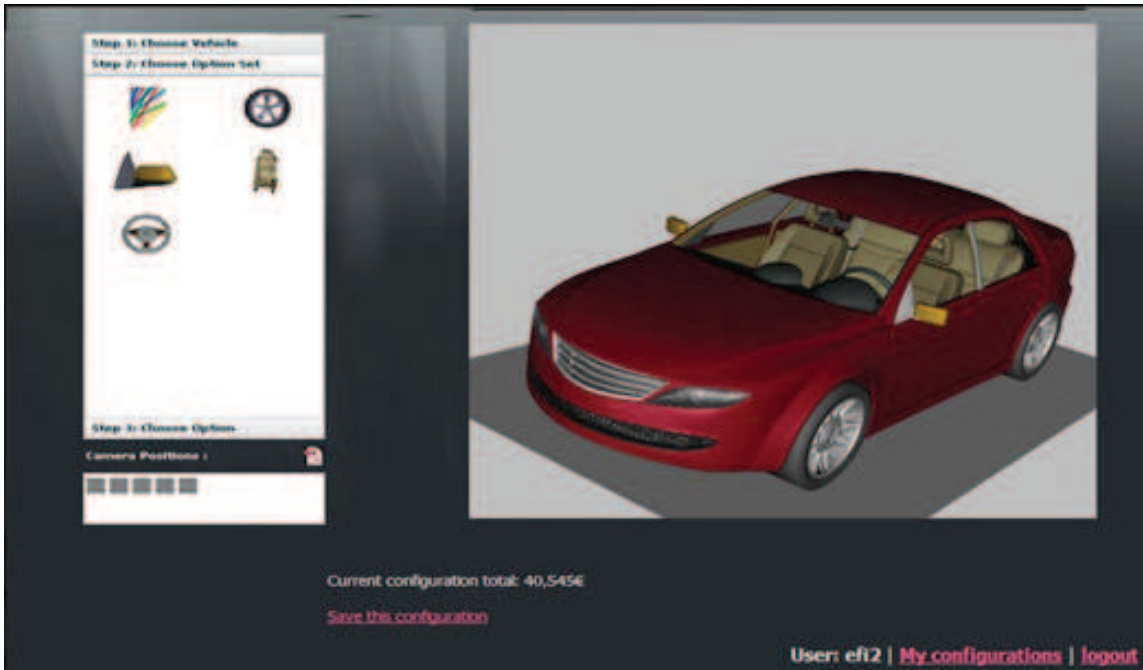 Step 1: Choose Vehicle
Step 2: Choose Option Set
Step 3: Choose Option
Camera Positions :
Current configuration total: 40,545€
Save this configuration
User: efi2 | My configurations | logout